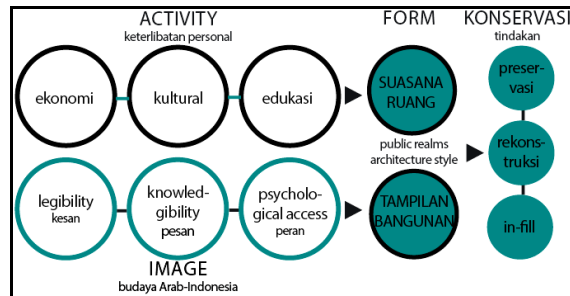 ACTIVITY
keterlibatan personal
FORM
KONSERVASI
tindakan
ekonomi
kultural
edukasi
SUASANA
RUANG
preser-
vasi
public realms
architecture style
rekons-
truksi
legibility
kesan
knowled-
gibility
pesan
psycholo-
ogical access
peran
TAMPILAN
BANGUNAN
in-fill
IMAGE
budaya Arab-Indonesia